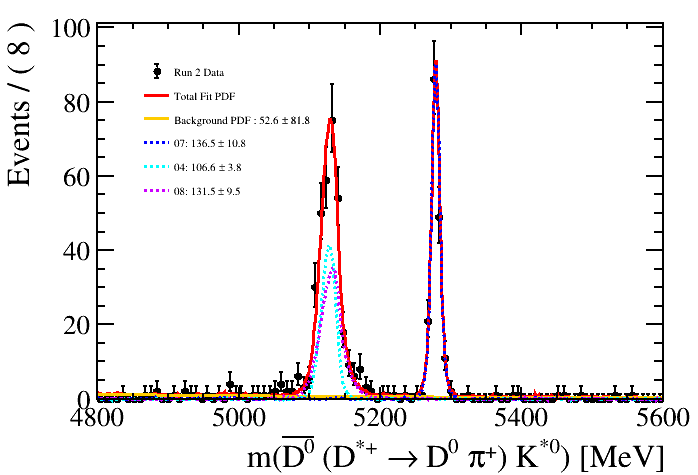 Events / ( 8 )
100
80
60
40
20
0
Run 2 Data
Total Fit PDF
Background PDF : 52.6 ± 81.8
07: 136.5 ± 10.8
04: 106.6 ± 3.8
08: 131.5 ± 9.5
4800 5000 5200 5400 5600
m(D̅⁰ (D*⁺ → D⁰ π⁺) K*⁰) [MeV]